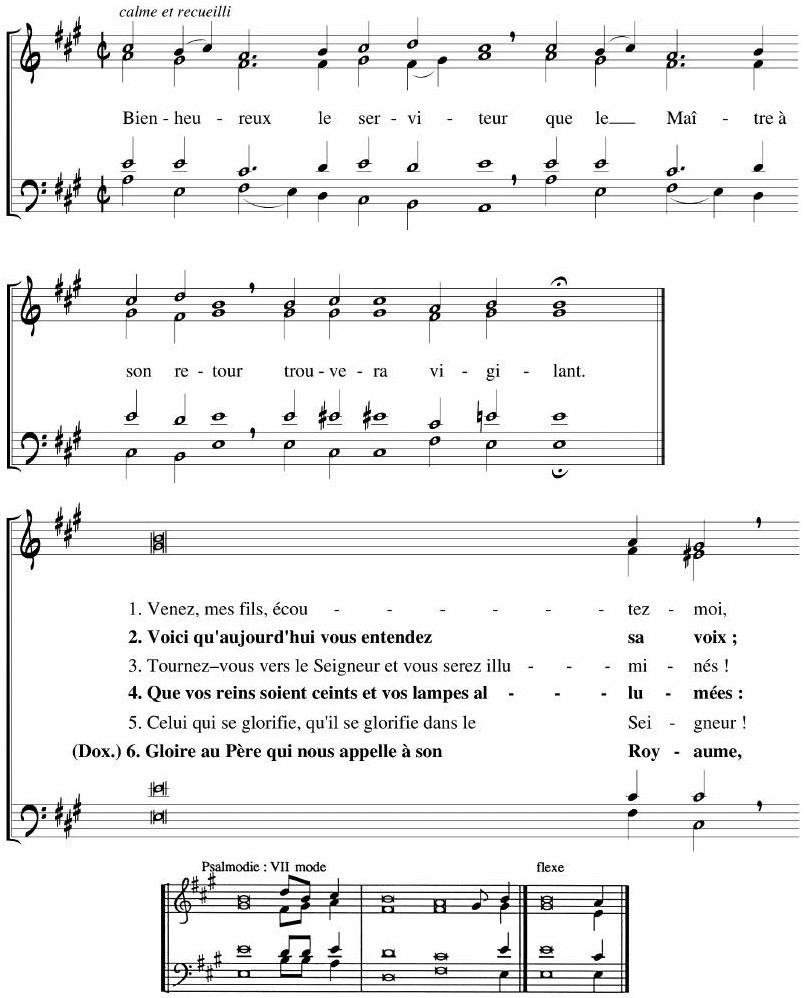 calme et recueilli
Bien - heu - reux le ser - vi - teur que le__ Maî - tre à
son re - tour trou - ve - ra vi - gi - lant.
1. Venez, mes fils, écou - - - - - - tez - moi,
2. Voici qu'aujourd'hui vous entendez sa voix ;
3. Tournez–vous vers le Seigneur et vous serez illu - - - mi - nés !
4. Que vos reins soient ceints et vos lampes al - - - lu - mées :
5. Celui qui se glorifie, qu'il se glorifie dans le Sei - gneur !
(Dox.) 6. Gloire au Père qui nous appelle à son Roy - aume,
Psalmodie : VII mode flexe